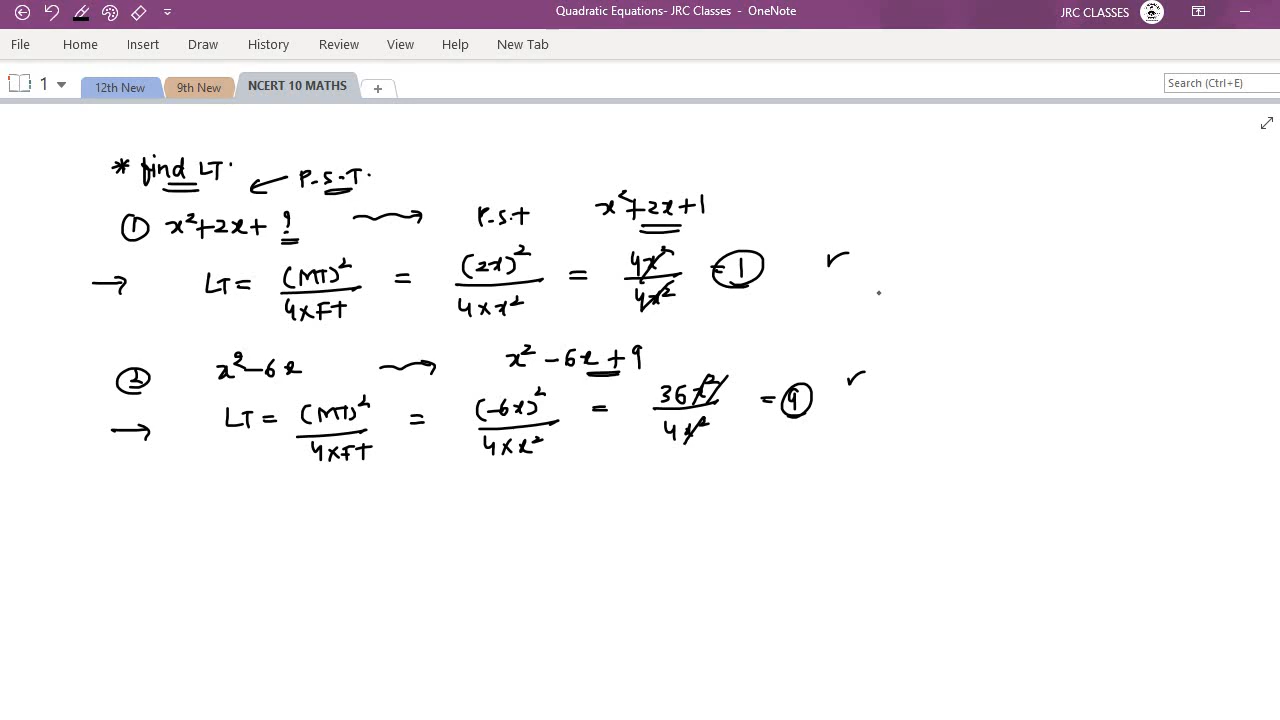 Quadratic Equations- JRC Classes - OneNote
JRC CLASSES
File Home Insert Draw History Review View Help New Tab
1 12th New 9th New NCERT 10 MATHS +
Search (Ctrl+E)
* find LT.
← P.S.T.
① x²+2x+ ? ⟶ P.S.T x²+2x+1
→ LT = (MT)²/4×FT = (2x)²/4×x² = 4x²/4x² = 1 ✓
② x²-6x ⟶ x²-6x+9
→ LT = (MT)²/4×FT = (-6x)²/4×x² = 36x²/4x² = 9 ✓